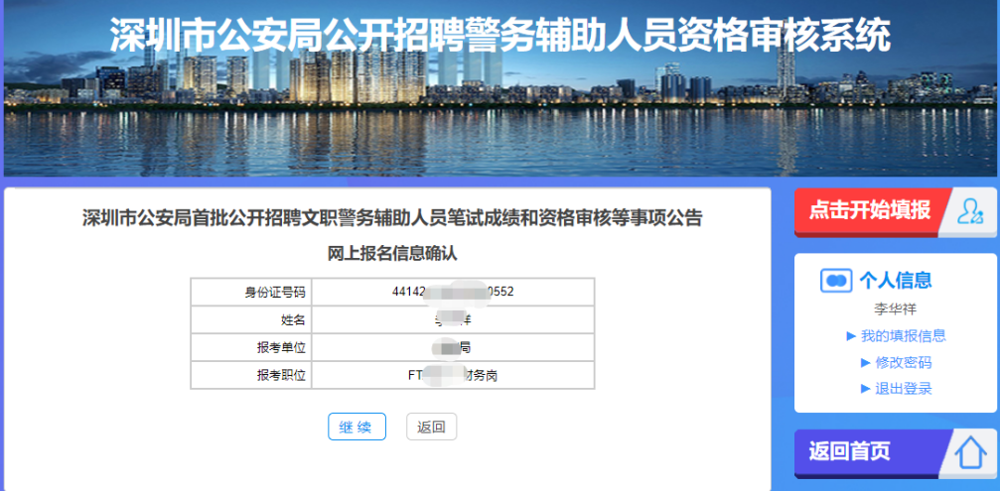 深圳市公安局公开招聘警务辅助人员资格审核系统
深圳市公安局首批公开招聘文职警务辅助人员笔试成绩和资格审核等事项公告
网上报名信息确认
身份证号码 44142 0552
姓名 祥
报考单位 局
报考职位 FT 财务岗
继 续 返回
点击开始填报
个人信息
李华祥
▶ 我的填报信息
▶ 修改密码
▶ 退出登录
返回首页